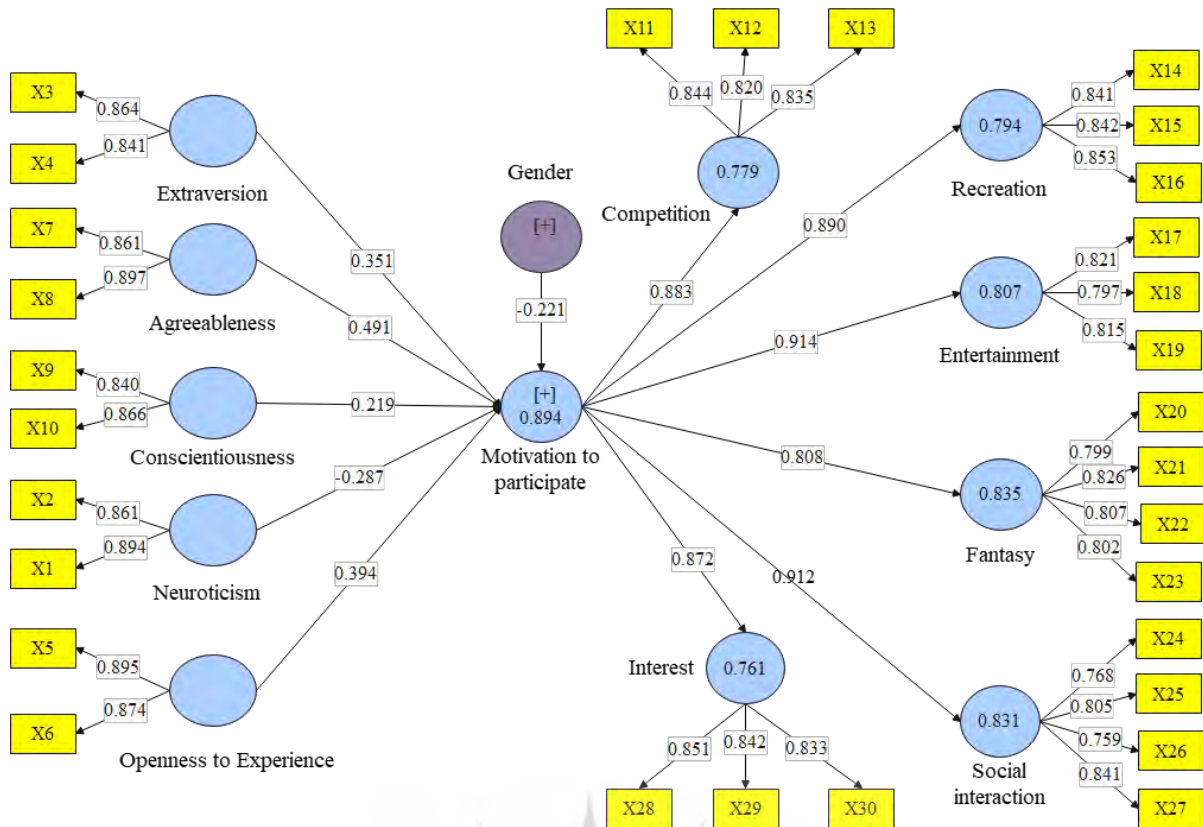 X11
X12
X13
0.844
0.820
0.835
0.779
Competition
X3
X4
0.864
0.841
Extraversion
0.351
X7
X8
0.861
0.897
Agreeableness
0.491
X9
X10
0.840
0.866
Conscientiousness
0.219
X2
X1
0.861
0.894
Neuroticism
-0.287
X5
X6
0.895
0.874
Openness to Experience
0.394
Gender
[+]
-0.221
[+]
0.894
Motivation to
participate
0.883
0.890
0.914
0.808
0.912
0.872
0.794
Recreation
0.841
0.842
0.853
X14
X15
X16
0.807
Entertainment
0.821
0.797
0.815
X17
X18
X19
0.835
Fantasy
0.799
0.826
0.807
0.802
X20
X21
X22
X23
0.831
Social
interaction
0.768
0.805
0.759
0.841
X24
X25
X26
X27
Interest
0.761
0.851
0.842
0.833
X28
X29
X30